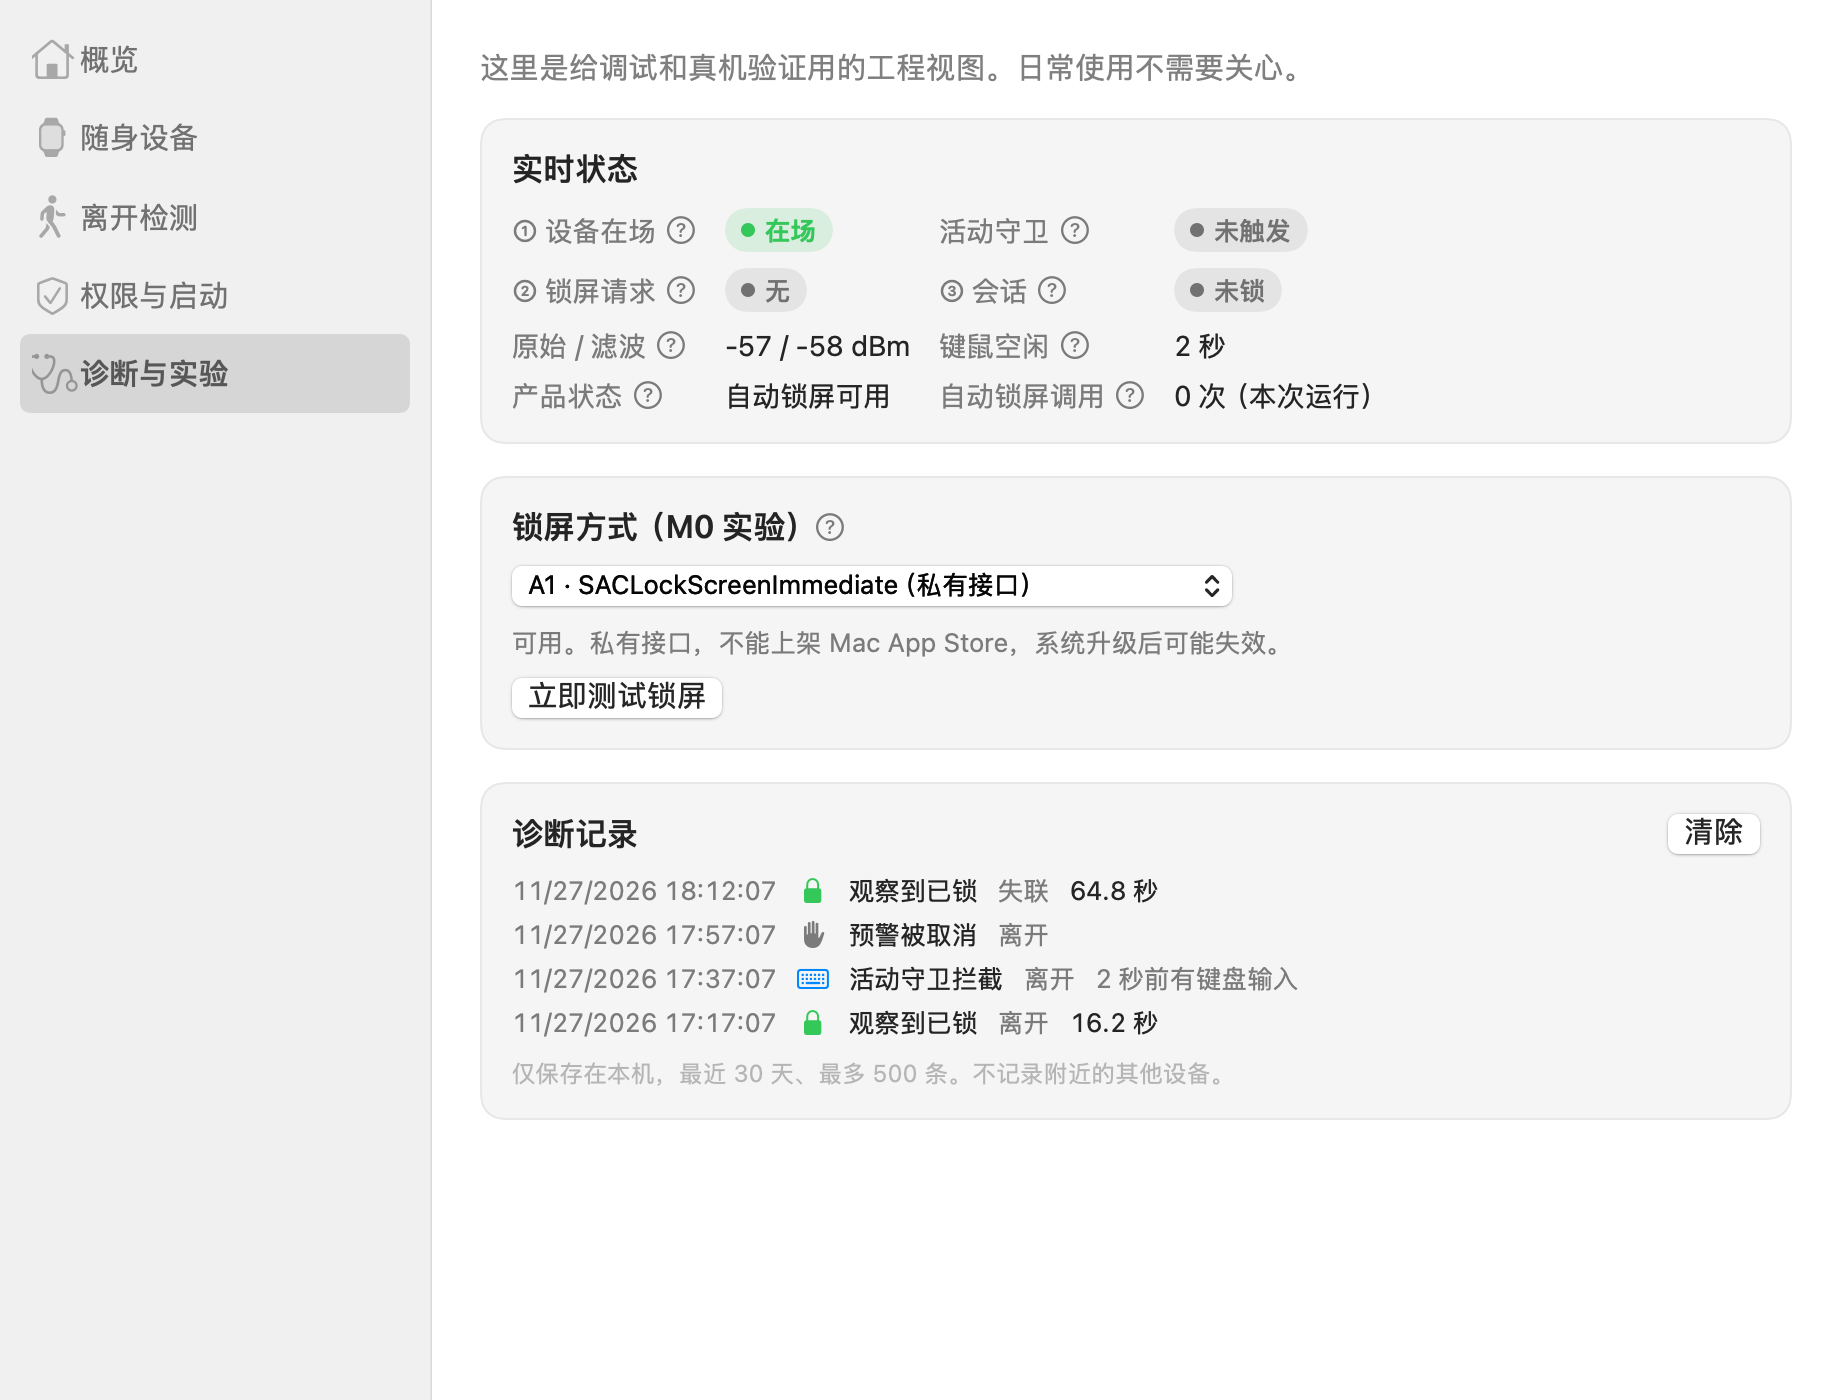 概览
随身设备
离开检测
权限与启动
诊断与实验
这里是给调试和真机验证用的工程视图。日常使用不需要关心。
实时状态
① 设备在场 ? 在场 活动守卫 ? 未触发
② 锁屏请求 ? 无 ③ 会话 ? 未锁
原始 / 滤波 ? -57 / -58 dBm 键鼠空闲 ? 2 秒
产品状态 ? 自动锁屏可用 自动锁屏调用 ? 0 次（本次运行）
锁屏方式（M0 实验） ?
A1 · SACLockScreenImmediate（私有接口）
可用。私有接口，不能上架 Mac App Store，系统升级后可能失效。
立即测试锁屏
诊断记录 清除
11/27/2026 18:12:07 观察到已锁 失联 64.8 秒
11/27/2026 17:57:07 预警被取消 离开
11/27/2026 17:37:07 活动守卫拦截 离开 2 秒前有键盘输入
11/27/2026 17:17:07 观察到已锁 离开 16.2 秒
仅保存在本机，最近 30 天、最多 500 条。不记录附近的其他设备。